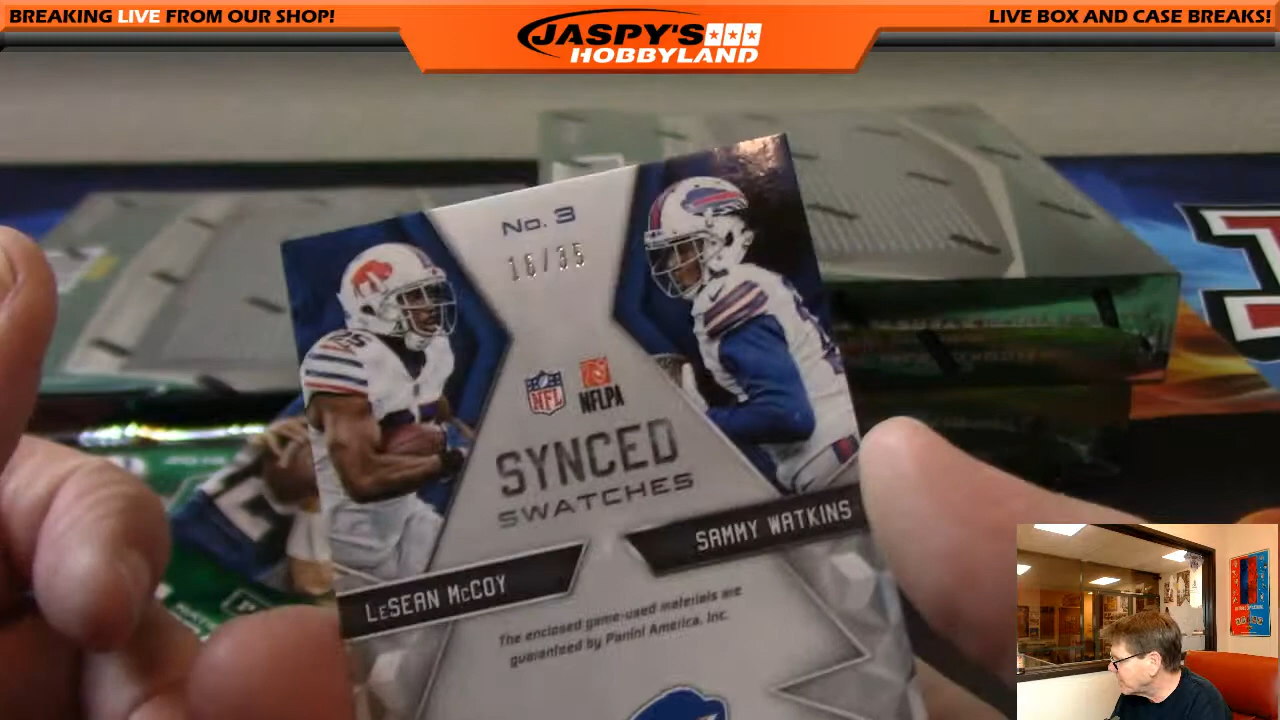 BREAKING LIVE FROM OUR SHOP!
JASPY'S
HOBBYLAND
LIVE BOX AND CASE BREAKS!
No. 3
16/35
25
NFL
NFLPA
SYNCED
SWATCHES
SAMMY WATKINS
LeSEAN McCOY
The enclosed game-used materials are
guaranteed by Panini America, Inc.